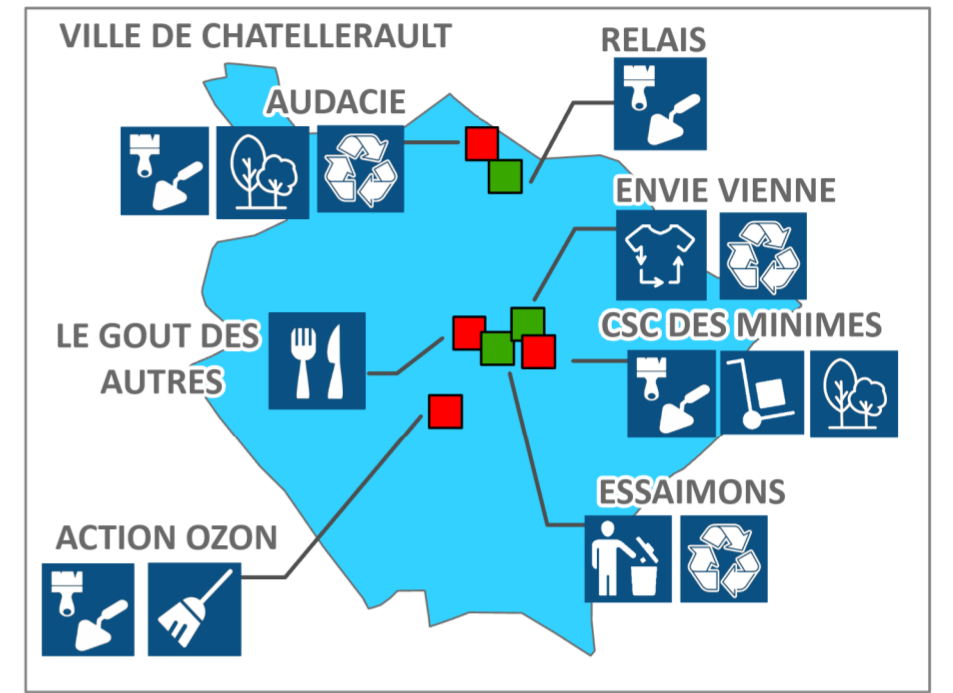 VILLE DE CHATELLERAULT
RELAIS
AUDACIE
ENVIE VIENNE
CSC DES MINIMES
LE GOUT DES
AUTRES
ESSAIMONS
ACTION OZON